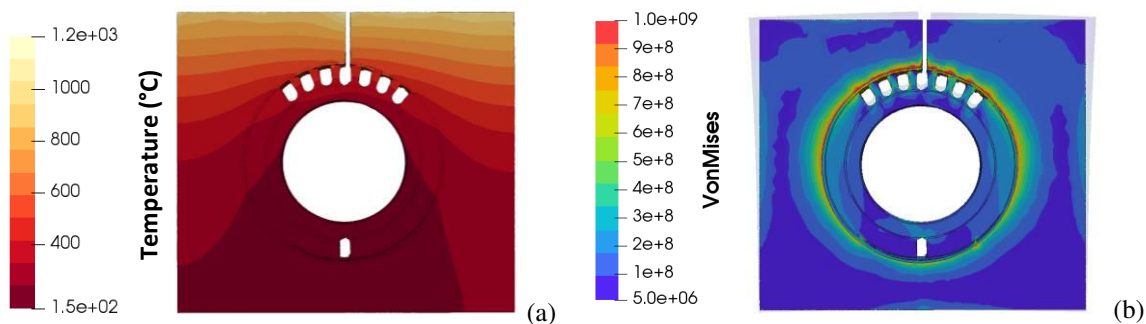 1.2e+03
1000
800
600
400
1.5e+02
Temperature (°C)
(a)
1.0e+09
9e+8
8e+8
7e+8
6e+8
5e+8
4e+8
3e+8
2e+8
1e+8
5.0e+06
VonMises
(b)